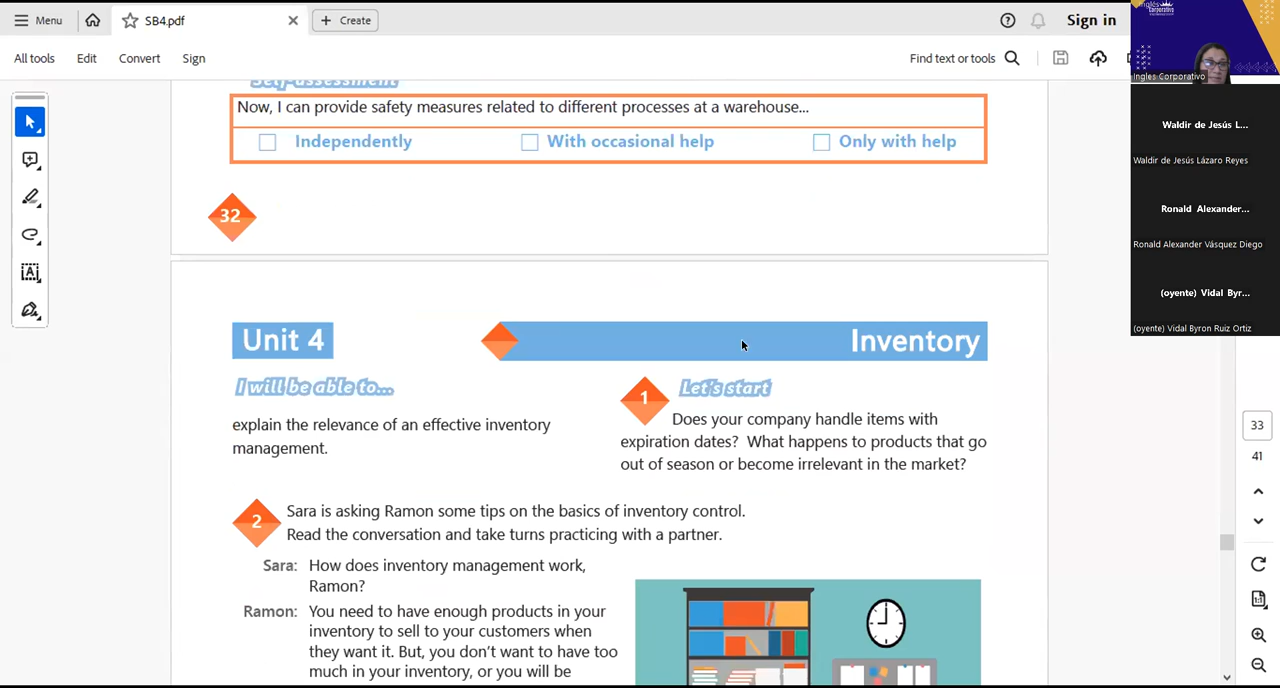 Menu
SB4.pdf
Create
Sign in
All tools
Edit
Convert
Sign
Find text or tools
Self-assessment
Now, I can provide safety measures related to different processes at a warehouse...
Independently
With occasional help
Only with help
32
Unit 4
Inventory
I will be able to...
explain the relevance of an effective inventory
management.
1
Let's start
Does your company handle items with
expiration dates? What happens to products that go
out of season or become irrelevant in the market?
2
Sara is asking Ramon some tips on the basics of inventory control.
Read the conversation and take turns practicing with a partner.
Sara: How does inventory management work,
Ramon?
Ramon: You need to have enough products in your
inventory to sell to your customers when
they want it. But, you don't want to have too
much in your inventory, or you will be
Inglés
Corporativo
Ingles Corporativo
Waldir de Jesús L...
Waldir de Jesús Lázaro Reyes
Ronald Alexander...
Ronald Alexander Vásquez Diego
(oyente) Vidal Byr...
(oyente) Vidal Byron Ruiz Ortiz
33
41